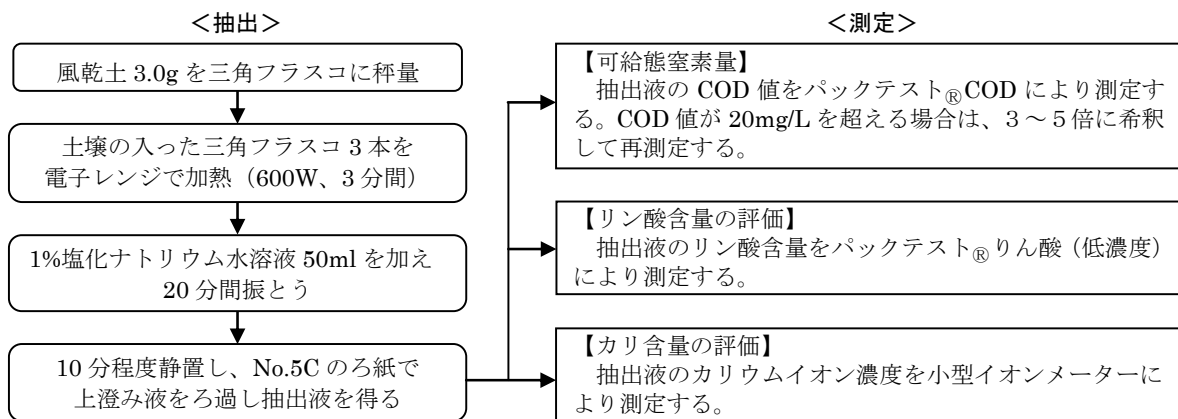 ＜抽出＞
風乾土 3.0g を三角フラスコに秤量
土壌の入った三角フラスコ 3 本を
電子レンジで加熱（600W、3 分間）
1%塩化ナトリウム水溶液 50ml を加え
20 分間振とう
10 分程度静置し、No.5C のろ紙で
上澄み液をろ過し抽出液を得る
＜測定＞
【可給態窒素量】
抽出液の COD 値をパックテスト®COD により測定す
る。COD 値が 20mg/L を超える場合は、３～５倍に希釈
して再測定する。
【リン酸含量の評価】
抽出液のリン酸含量をパックテスト®りん酸（低濃度）
により測定する。
【カリ含量の評価】
抽出液のカリウムイオン濃度を小型イオンメーターに
より測定する。